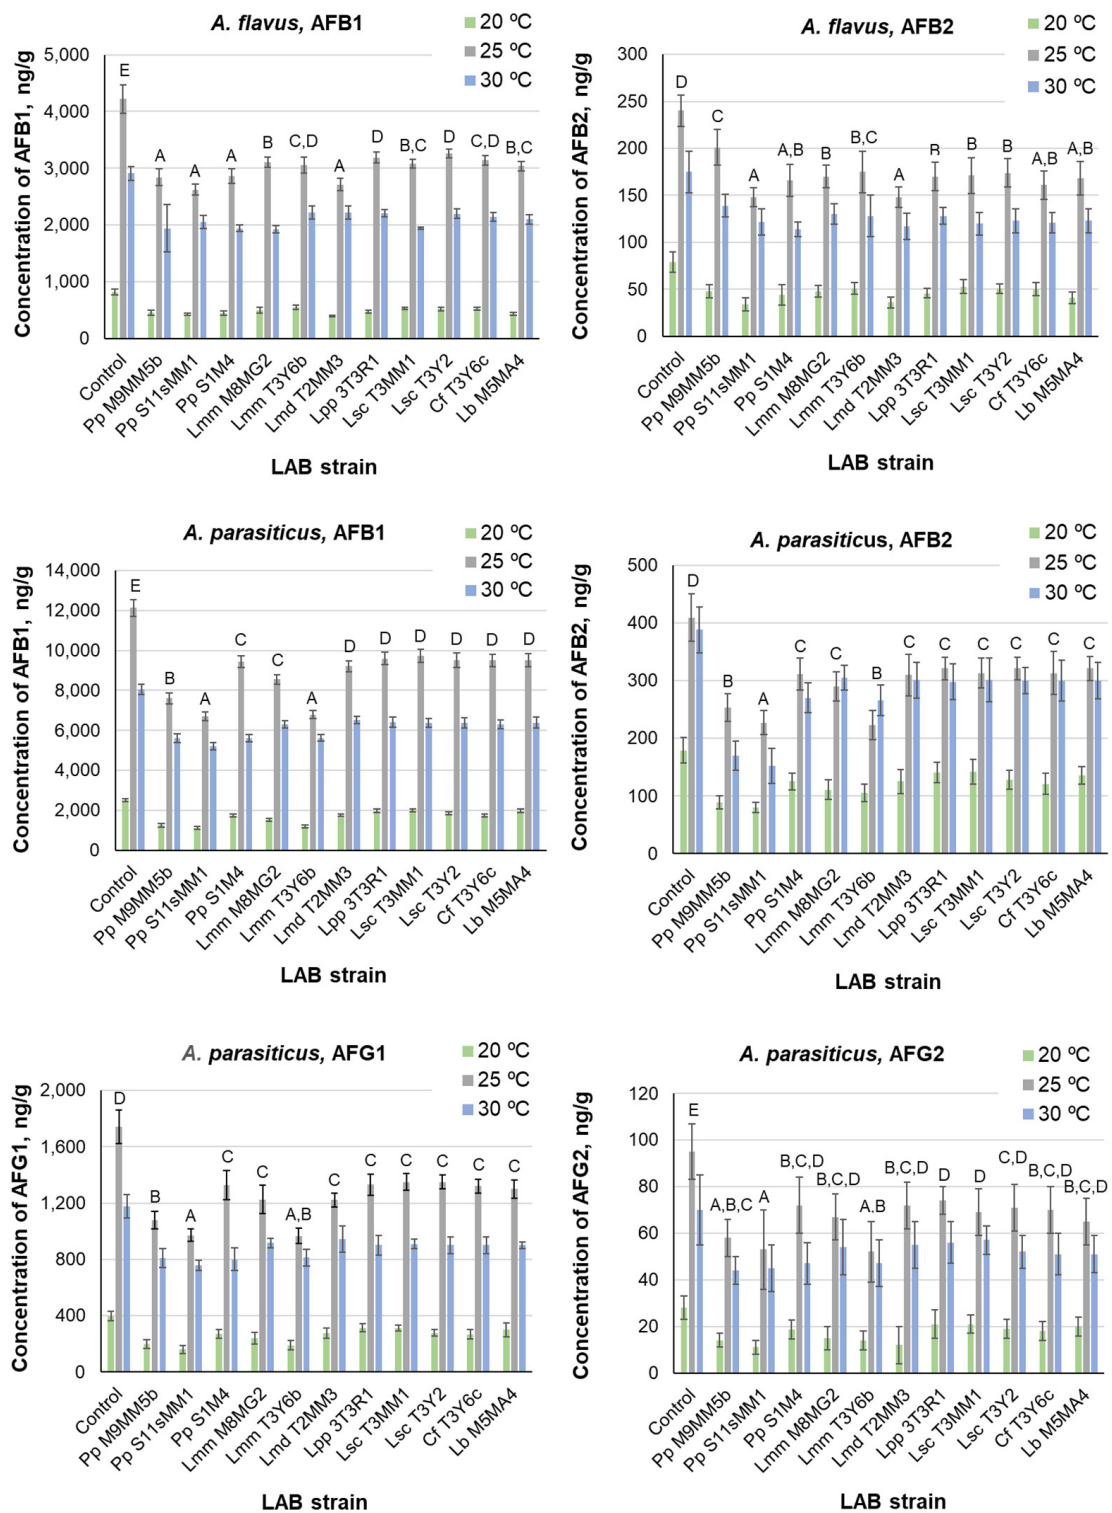 A. flavus, AFB1
20 ºC
25 ºC
30 ºC
Concentration of AFB1, ng/g
5,000
4,000
3,000
2,000
1,000
0
E
A
A
A
B
C,D
A
D
B,C
D
C,D
B,C
Control
Pp M9MM5b
Pp S11sMM1
Pp S1M4
Lmm M8MG2
Lmm T3Y6b
Lmd T2MM3
Lpp 3T3R1
Lsc T3MM1
Lsc T3Y2
Cf T3Y6c
Lb M5MA4
LAB strain
A. flavus, AFB2
20 ºC
25 ºC
30 ºC
Concentration of AFB2, ng/g
300
250
200
150
100
50
0
D
C
A
A,B
B
B,C
A
B
B
B
A,B
A,B
Control
Pp M9MM5b
Pp S11sMM1
Pp S1M4
Lmm M8MG2
Lmm T3Y6b
Lmd T2MM3
Lpp 3T3R1
Lsc T3MM1
Lsc T3Y2
Cf T3Y6c
Lb M5MA4
LAB strain
A. parasiticus, AFB1
20 ºC
25 ºC
30 ºC
Concentration of AFB1, ng/g
14,000
12,000
10,000
8,000
6,000
4,000
2,000
0
E
B
A
C
C
A
D
D
D
D
D
D
Control
Pp M9MM5b
Pp S11sMM1
Pp S1M4
Lmm M8MG2
Lmm T3Y6b
Lmd T2MM3
Lpp 3T3R1
Lsc T3MM1
Lsc T3Y2
Cf T3Y6c
Lb M5MA4
LAB strain
A. parasiticus, AFB2
20 ºC
25 ºC
30 ºC
Concentration of AFB2, ng/g
500
400
300
200
100
0
D
B
A
C
C
B
C
C
C
C
C
C
Control
Pp M9MM5b
Pp S11sMM1
Pp S1M4
Lmm M8MG2
Lmm T3Y6b
Lmd T2MM3
Lpp 3T3R1
Lsc T3MM1
Lsc T3Y2
Cf T3Y6c
Lb M5MA4
LAB strain
A. parasiticus, AFG1
20 ºC
25 ºC
30 ºC
Concentration of AFG1, ng/g
2,000
1,600
1,200
800
400
0
D
B
A
C
C
A,B
C
C
C
C
C
C
Control
Pp M9MM5b
Pp S11sMM1
Pp S1M4
Lmm M8MG2
Lmm T3Y6b
Lmd T2MM3
Lpp 3T3R1
Lsc T3MM1
Lsc T3Y2
Cf T3Y6c
Lb M5MA4
LAB strain
A. parasiticus, AFG2
20 ºC
25 ºC
30 ºC
Concentration of AFG2, ng/g
120
100
80
60
40
20
0
E
A,B,C
A
B,C,D
B,C,D
A,B
B,C,D
D
D
C,D
B,C,D
B,C,D
Control
Pp M9MM5b
Pp S11sMM1
Pp S1M4
Lmm M8MG2
Lmm T3Y6b
Lmd T2MM3
Lpp 3T3R1
Lsc T3MM1
Lsc T3Y2
Cf T3Y6c
Lb M5MA4
LAB strain